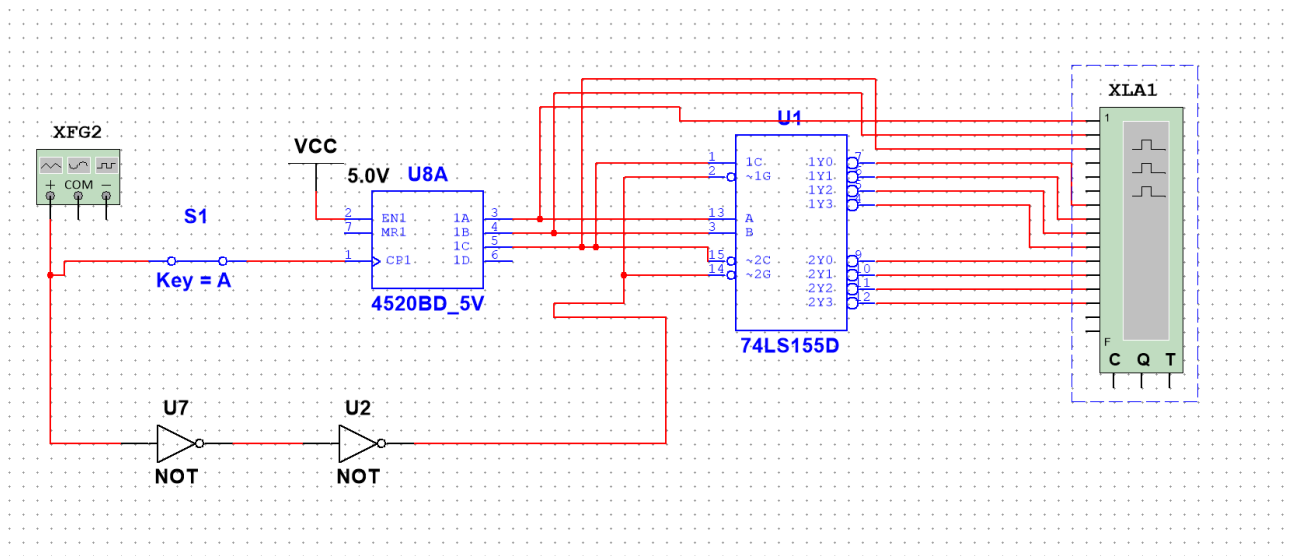 XFG2
+ COM −
S1
Key = A
VCC
5.0V
U8A
2 EN1 1A 3
7 MR1 1B 4
1C 5
1 CP1 1D 6
4520BD_5V
U1
1 1C 1Y0 7
2 ~1G 1Y1 6
1Y2 5
1Y3 4
13 A
3 B
15 ~2C 2Y0 9
14 ~2G 2Y1 10
2Y2 11
2Y3 12
74LS155D
XLA1
1
F
C Q T
U7
NOT
U2
NOT